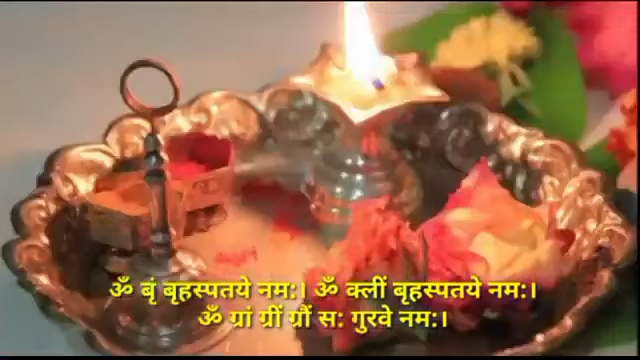 ॐ बृं बृहस्पतये नम:। ॐ क्लीं बृहस्पतये नम:।
ॐ ग्रां ग्रीं ग्रौं स: गुरवे नम:।